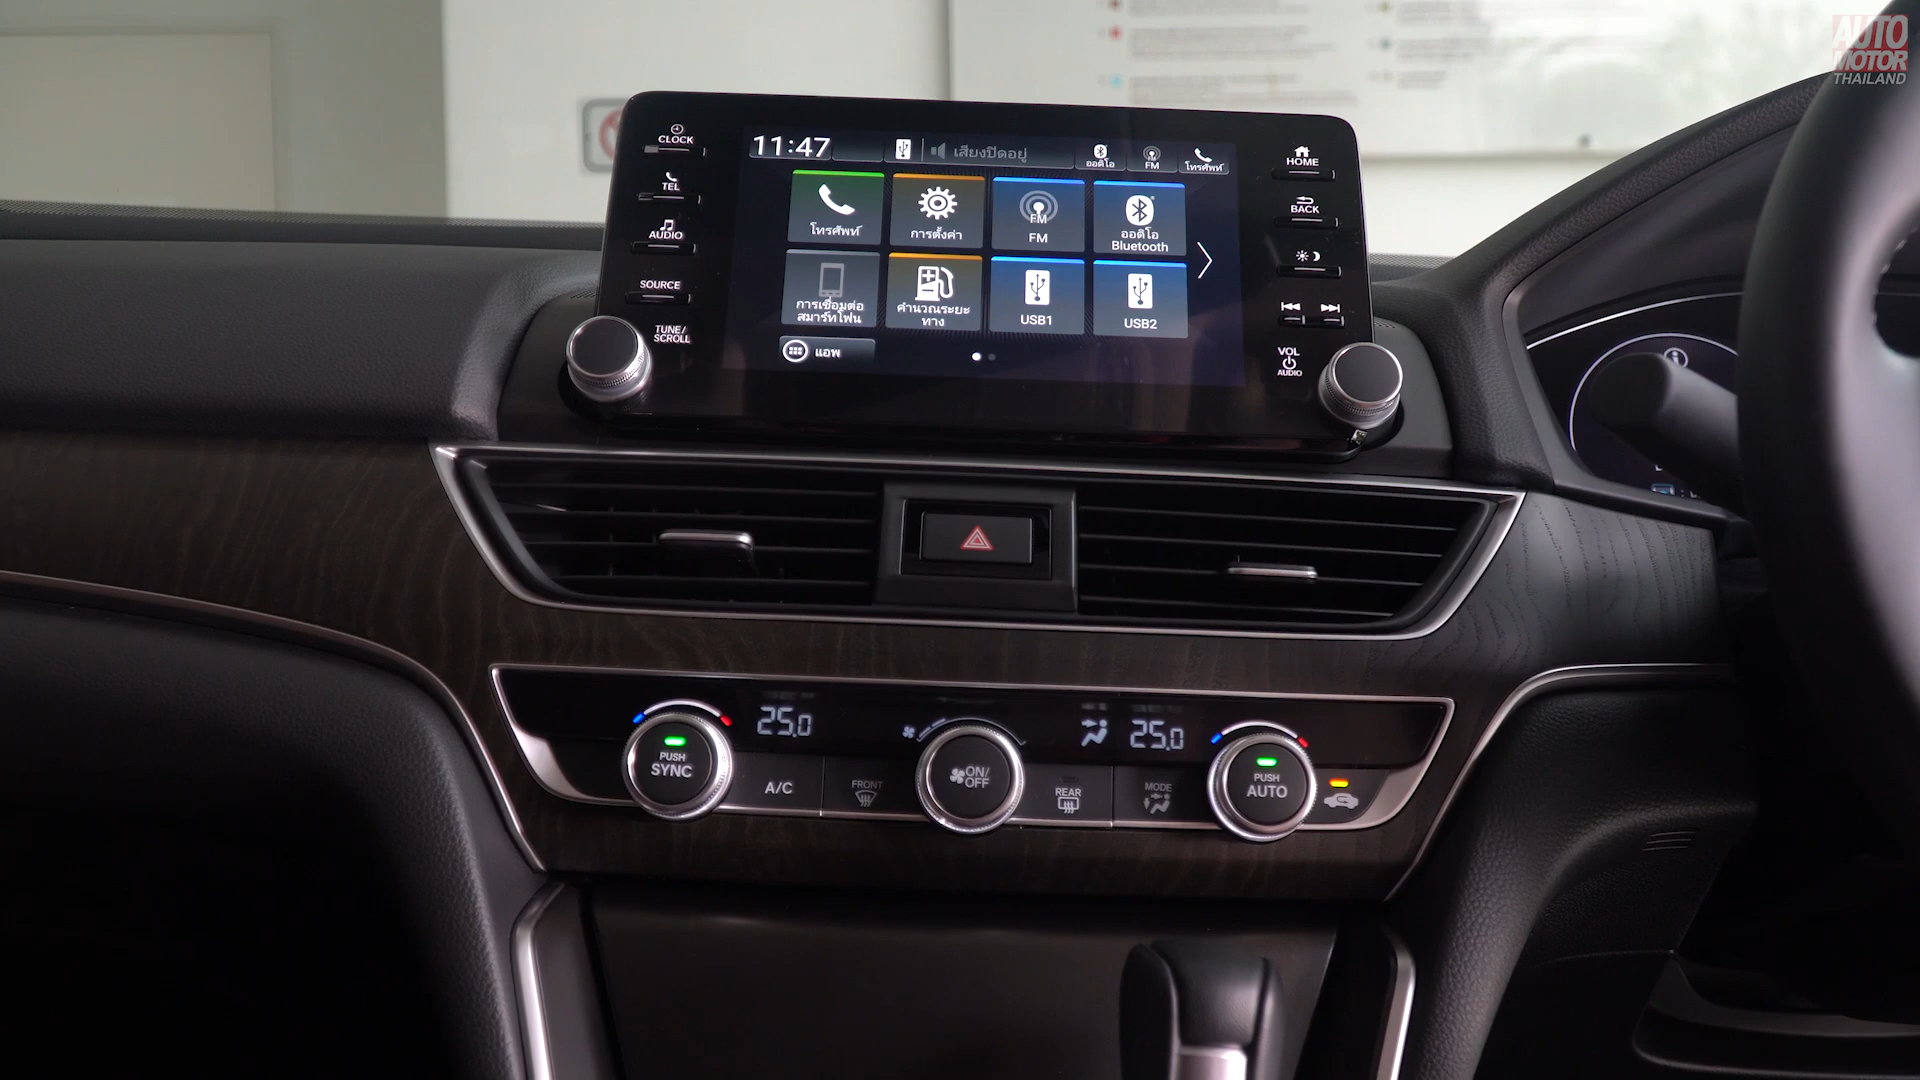 AUTO
MOTOR
THAILAND
CLOCK
TEL
AUDIO
SOURCE
TUNE/
SCROLL
11:47
เสียงปิดอยู่
ออดิโอ
FM
โทรศัพท์
โทรศัพท์
การตั้งค่า
FM
FM
ออดิโอ
Bluetooth
การเชื่อมต่อ
สมาร์ทโฟน
คำนวณระยะ
ทาง
USB1
USB2
แอพ
HOME
BACK
VOL
AUDIO
25.0
25.0
PUSH
SYNC
A/C
FRONT
ON/
OFF
REAR
MODE
PUSH
AUTO